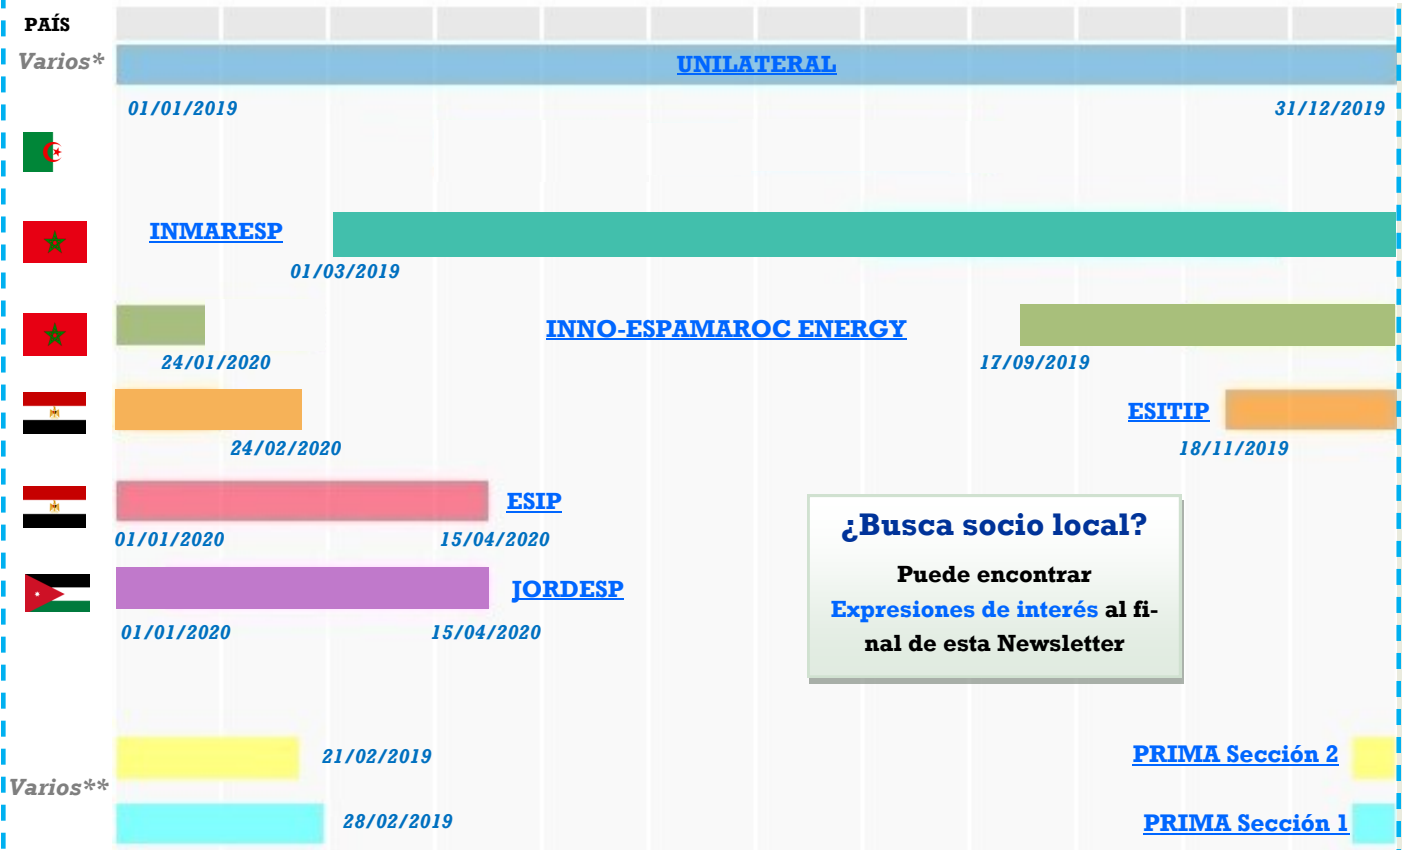 PAÍS
Varios*
UNILATERAL
01/01/2019
31/12/2019
INMARESP
01/03/2019
INNO-ESPAMAROC ENERGY
24/01/2020
17/09/2019
ESITIP
24/02/2020
18/11/2019
ESIP
01/01/2020
15/04/2020
JORDESP
01/01/2020
15/04/2020
¿Busca socio local?
Puede encontrar
Expresiones de interés al fi-
nal de esta Newsletter
Varios**
21/02/2019
PRIMA Sección 2
28/02/2019
PRIMA Sección 1